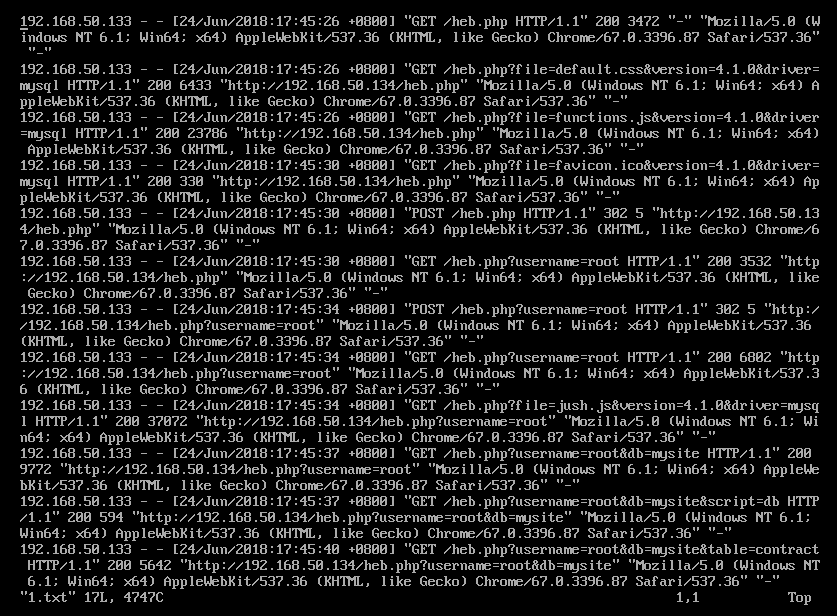 192.168.50.133 - - [24/Jun/2018:17:45:26 +0800] "GET /heb.php HTTP/1.1" 200 3472 "-" "Mozilla/5.0 (W
indows NT 6.1; Win64; x64) AppleWebKit/537.36 (KHTML, like Gecko) Chrome/67.0.3396.87 Safari/537.36"
"-"
192.168.50.133 - - [24/Jun/2018:17:45:26 +0800] "GET /heb.php?file=default.css&version=4.1.0&driver=
mysql HTTP/1.1" 200 6433 "http://192.168.50.134/heb.php" "Mozilla/5.0 (Windows NT 6.1; Win64; x64) A
ppleWebKit/537.36 (KHTML, like Gecko) Chrome/67.0.3396.87 Safari/537.36" "-"
192.168.50.133 - - [24/Jun/2018:17:45:26 +0800] "GET /heb.php?file=functions.js&version=4.1.0&driver
=mysql HTTP/1.1" 200 23786 "http://192.168.50.134/heb.php" "Mozilla/5.0 (Windows NT 6.1; Win64; x64)
AppleWebKit/537.36 (KHTML, like Gecko) Chrome/67.0.3396.87 Safari/537.36" "-"
192.168.50.133 - - [24/Jun/2018:17:45:30 +0800] "GET /heb.php?file=favicon.ico&version=4.1.0&driver=
mysql HTTP/1.1" 200 330 "http://192.168.50.134/heb.php" "Mozilla/5.0 (Windows NT 6.1; Win64; x64) Ap
pleWebKit/537.36 (KHTML, like Gecko) Chrome/67.0.3396.87 Safari/537.36" "-"
192.168.50.133 - - [24/Jun/2018:17:45:30 +0800] "POST /heb.php HTTP/1.1" 302 5 "http://192.168.50.13
4/heb.php" "Mozilla/5.0 (Windows NT 6.1; Win64; x64) AppleWebKit/537.36 (KHTML, like Gecko) Chrome/6
7.0.3396.87 Safari/537.36" "-"
192.168.50.133 - - [24/Jun/2018:17:45:30 +0800] "GET /heb.php?username=root HTTP/1.1" 200 3532 "http
://192.168.50.134/heb.php" "Mozilla/5.0 (Windows NT 6.1; Win64; x64) AppleWebKit/537.36 (KHTML, like
Gecko) Chrome/67.0.3396.87 Safari/537.36" "-"
192.168.50.133 - - [24/Jun/2018:17:45:34 +0800] "POST /heb.php?username=root HTTP/1.1" 302 5 "http:/
/192.168.50.134/heb.php?username=root" "Mozilla/5.0 (Windows NT 6.1; Win64; x64) AppleWebKit/537.36
(KHTML, like Gecko) Chrome/67.0.3396.87 Safari/537.36" "-"
192.168.50.133 - - [24/Jun/2018:17:45:34 +0800] "GET /heb.php?username=root HTTP/1.1" 200 6802 "http
://192.168.50.134/heb.php?username=root" "Mozilla/5.0 (Windows NT 6.1; Win64; x64) AppleWebKit/537.3
6 (KHTML, like Gecko) Chrome/67.0.3396.87 Safari/537.36" "-"
192.168.50.133 - - [24/Jun/2018:17:45:34 +0800] "GET /heb.php?file=jush.js&version=4.1.0&driver=mysq
l HTTP/1.1" 200 37072 "http://192.168.50.134/heb.php?username=root" "Mozilla/5.0 (Windows NT 6.1; Wi
n64; x64) AppleWebKit/537.36 (KHTML, like Gecko) Chrome/67.0.3396.87 Safari/537.36" "-"
192.168.50.133 - - [24/Jun/2018:17:45:37 +0800] "GET /heb.php?username=root&db=mysite HTTP/1.1" 200
9772 "http://192.168.50.134/heb.php?username=root" "Mozilla/5.0 (Windows NT 6.1; Win64; x64) AppleWe
bKit/537.36 (KHTML, like Gecko) Chrome/67.0.3396.87 Safari/537.36" "-"
192.168.50.133 - - [24/Jun/2018:17:45:37 +0800] "GET /heb.php?username=root&db=mysite&script=db HTTP
/1.1" 200 594 "http://192.168.50.134/heb.php?username=root&db=mysite" "Mozilla/5.0 (Windows NT 6.1;
Win64; x64) AppleWebKit/537.36 (KHTML, like Gecko) Chrome/67.0.3396.87 Safari/537.36" "-"
192.168.50.133 - - [24/Jun/2018:17:45:40 +0800] "GET /heb.php?username=root&db=mysite&table=contract
HTTP/1.1" 200 5642 "http://192.168.50.134/heb.php?username=root&db=mysite" "Mozilla/5.0 (Windows NT
6.1; Win64; x64) AppleWebKit/537.36 (KHTML, like Gecko) Chrome/67.0.3396.87 Safari/537.36" "-"
"1.txt" 17L, 4747C 1,1 Top